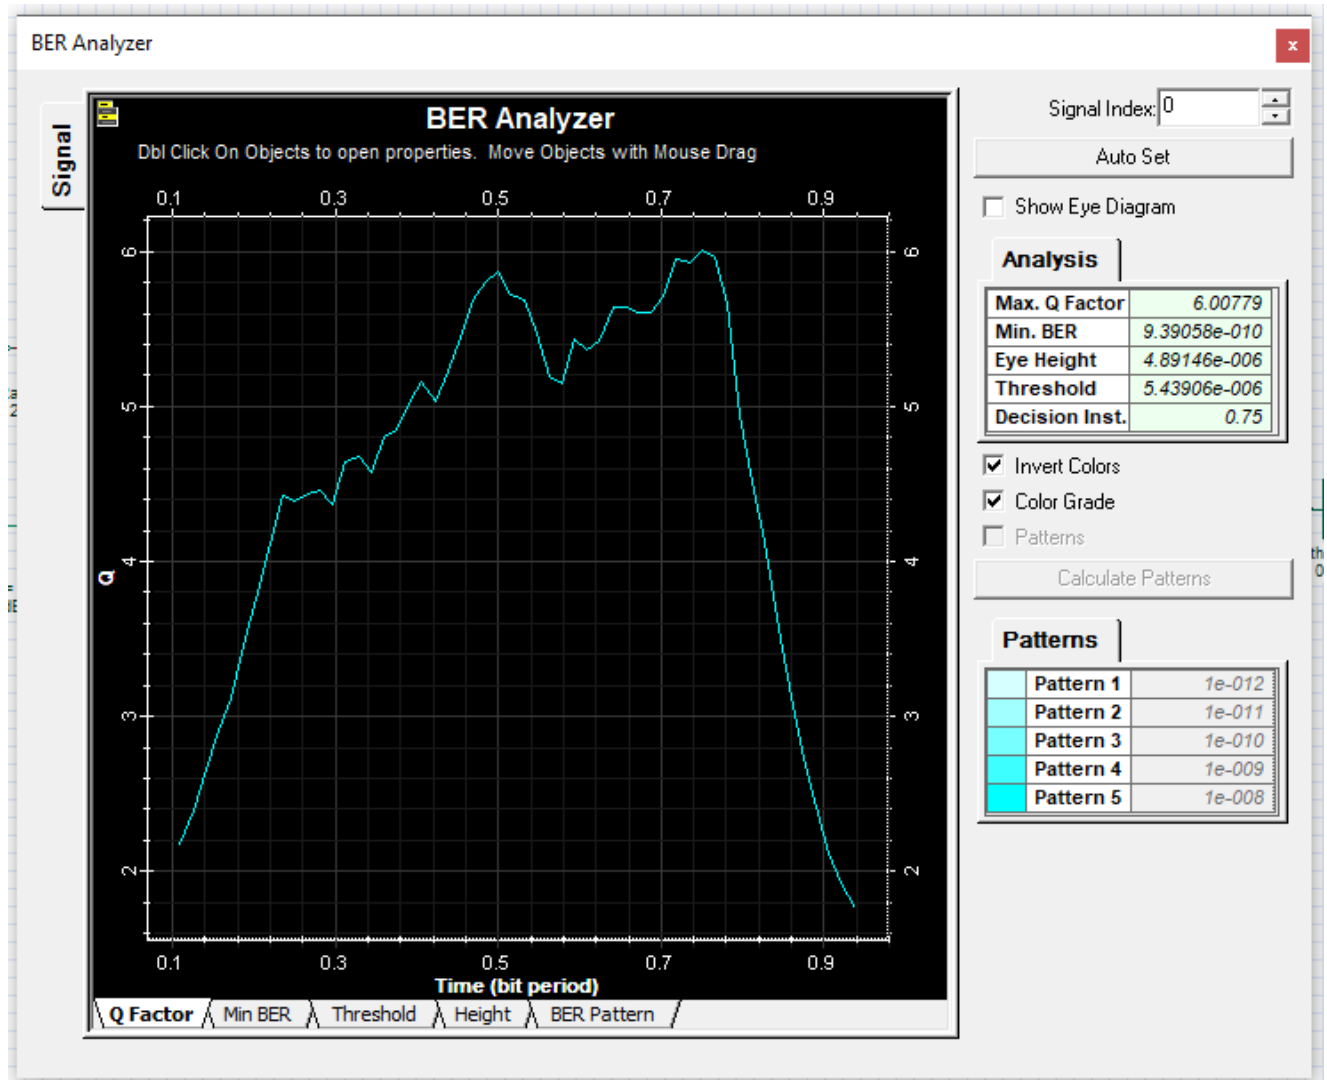 BER Analyzer
x
Signal
BER Analyzer
Dbl Click On Objects to open properties.  Move Objects with Mouse Drag
0.1 0.3 0.5 0.7 0.9
6 6
5 5
4 4
3 3
2 2
Q
0.1 0.3 0.5 0.7 0.9
Time (bit period)
Q Factor Min BER Threshold Height BER Pattern
Signal Index: 0
Auto Set
Show Eye Diagram
Analysis
Max. Q Factor 6.00779
Min. BER 9.39058e-010
Eye Height 4.89146e-006
Threshold 5.43906e-006
Decision Inst. 0.75
Invert Colors
Color Grade
Patterns
Calculate Patterns
Patterns
Pattern 1 1e-012
Pattern 2 1e-011
Pattern 3 1e-010
Pattern 4 1e-009
Pattern 5 1e-008
th
0
2